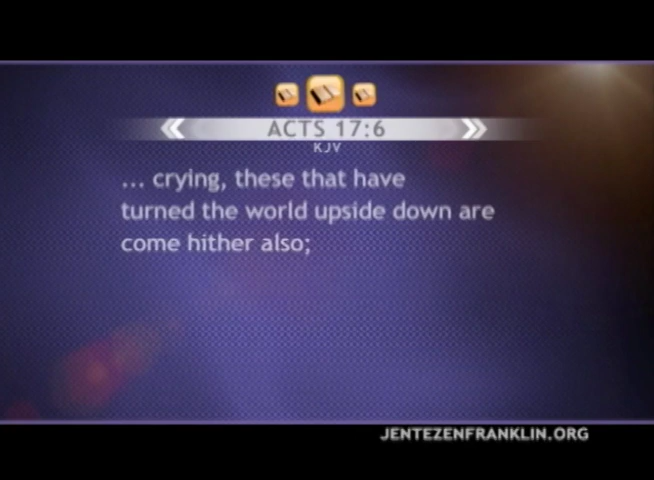 ACTS 17:6
KJV
... crying, these that have
turned the world upside down are
come hither also;
JENTEZENFRANKLIN.ORG